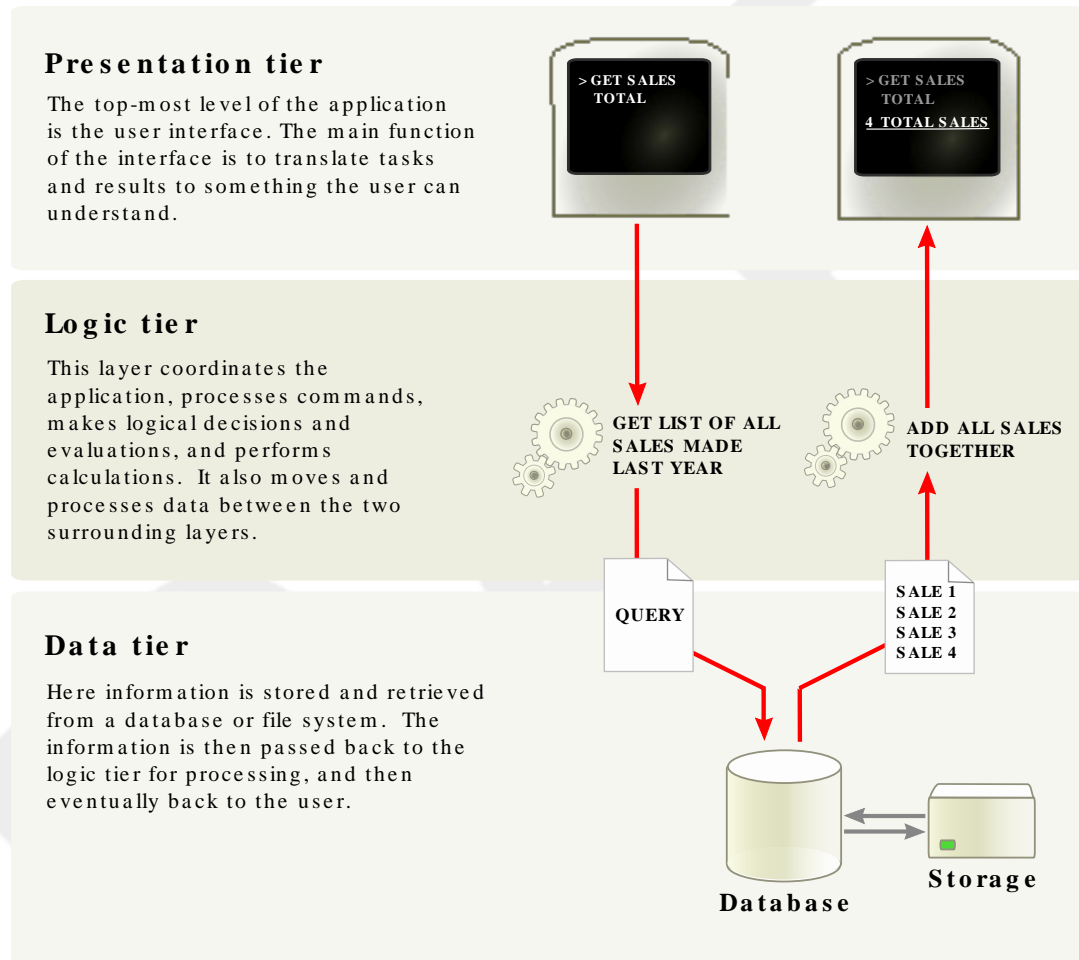 Presentation tier
The top-most level of the application
is the user interface. The main function
of the interface is to translate tasks
and results to something the user can
understand.
> GET SALES
TOTAL
> GET SALES
TOTAL
4 TOTAL SALES
Logic tier
This layer coordinates the
application, processes commands,
makes logical decisions and
evaluations, and performs
calculations. It also moves and
processes data between the two
surrounding layers.
GET LIST OF ALL
SALES MADE
LAST YEAR
ADD ALL SALES
TOGETHER
QUERY
SALE 1
SALE 2
SALE 3
SALE 4
Data tier
Here information is stored and retrieved
from a database or file system. The
information is then passed back to the
logic tier for processing, and then
eventually back to the user.
Database
Storage